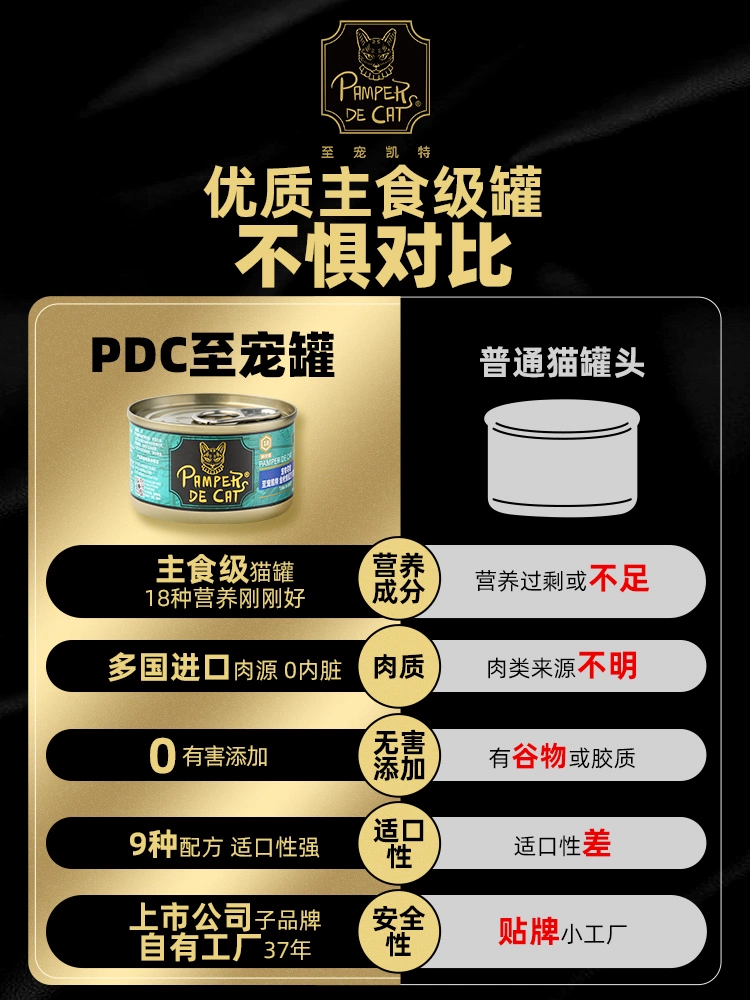 PAMPERS®
DE CAT
至宠凯特
优质主食级罐
不惧对比
PDC至宠罐
普通猫罐头
PAMPERS®
DE CAT
PAMPER DE CAT
主食级猫罐
18种营养刚刚好
营养
成分
营养过剩或不足
多国进口肉源 0内脏
肉质
肉类来源不明
0有害添加
无害
添加
有谷物或胶质
9种配方 适口性强
适口
性
适口性差
上市公司子品牌
自有工厂37年
安全
性
贴牌小工厂